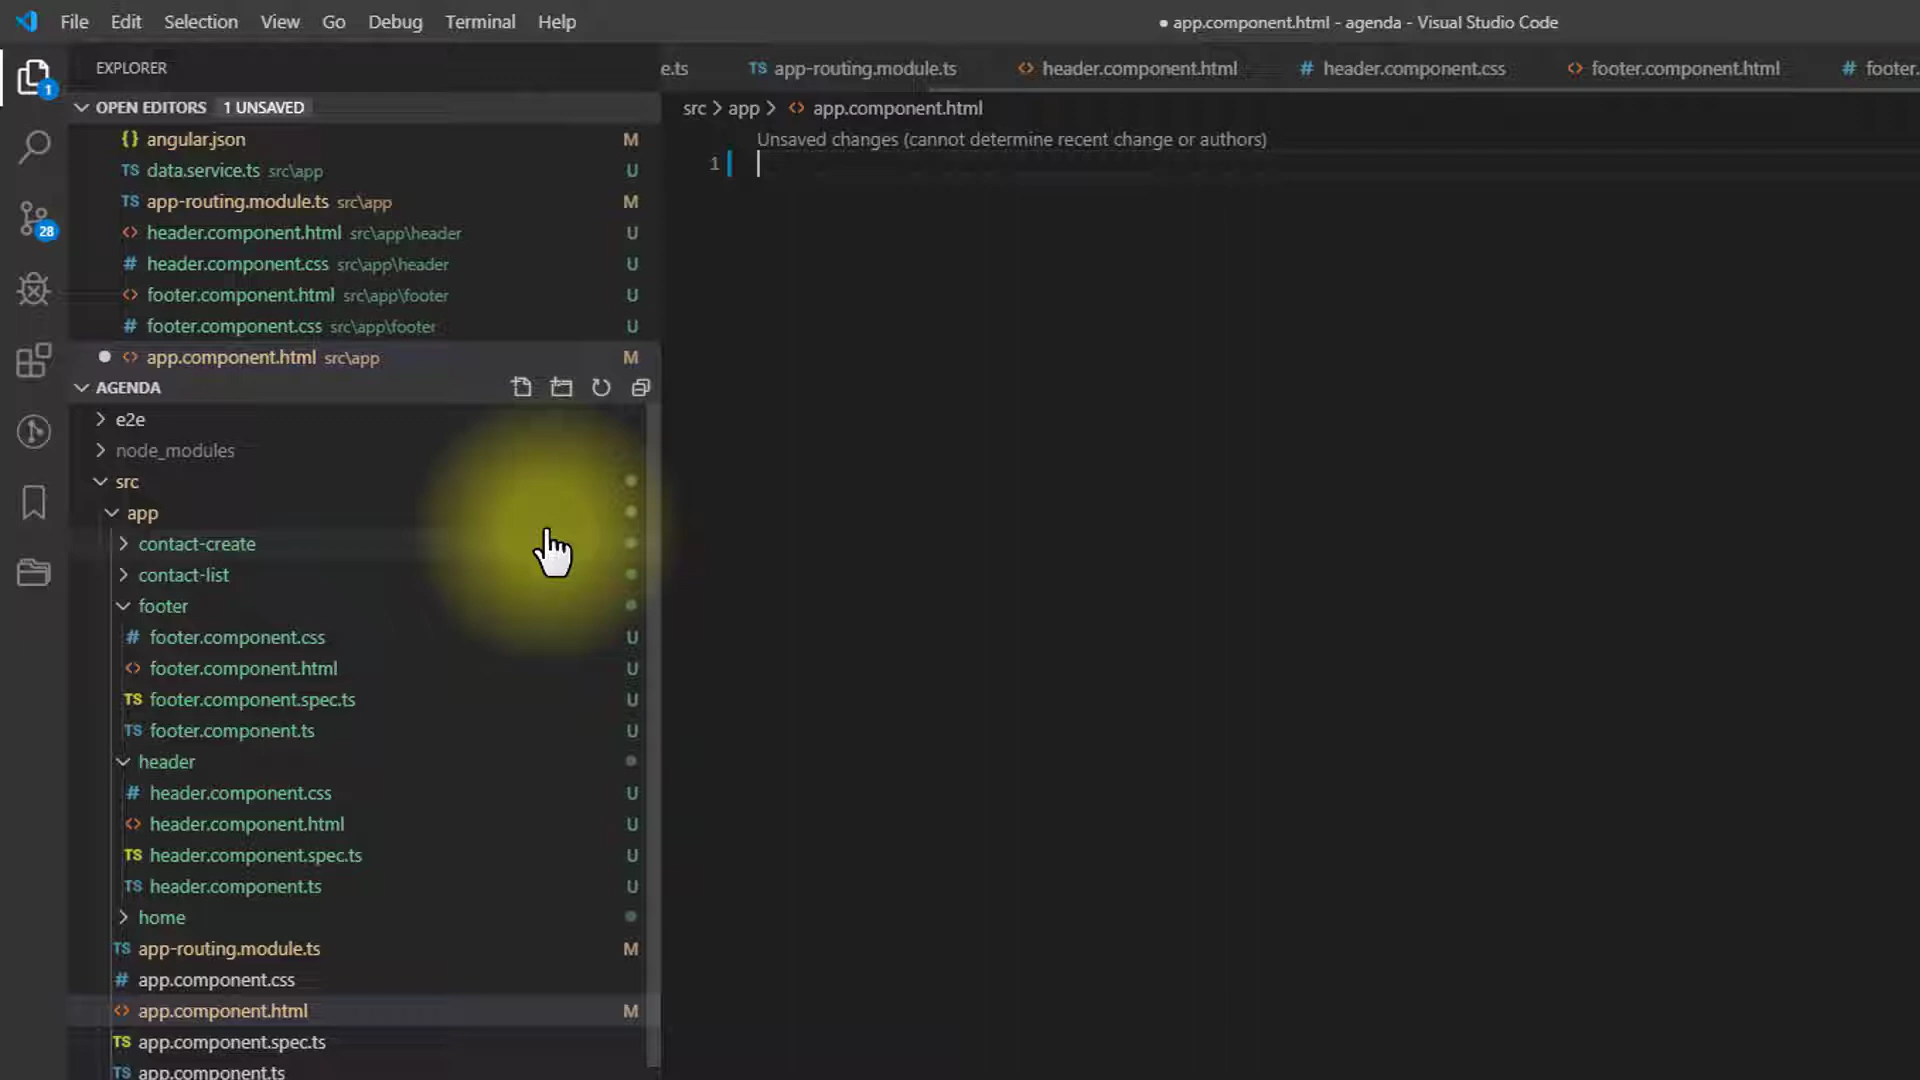 File Edit Selection View Go Debug Terminal Help
● app.component.html - agenda - Visual Studio Code
EXPLORER
OPEN EDITORS 1 UNSAVED
{} angular.json M
TS data.service.ts src\app U
TS app-routing.module.ts src\app M
<> header.component.html src\app\header U
# header.component.css src\app\header U
<> footer.component.html src\app\footer U
# footer.component.css src\app\footer U
● <> app.component.html src\app M
AGENDA
e2e
node_modules
src
app
contact-create
contact-list
footer
# footer.component.css U
<> footer.component.html U
TS footer.component.spec.ts U
TS footer.component.ts U
header
# header.component.css U
<> header.component.html U
TS header.component.spec.ts U
TS header.component.ts U
home
TS app-routing.module.ts M
# app.component.css
<> app.component.html M
TS app.component.spec.ts
TS app.component.ts
1
28
e.ts TS app-routing.module.ts <> header.component.html # header.component.css <> footer.component.html # footer.
src > app > <> app.component.html
Unsaved changes (cannot determine recent change or authors)
1